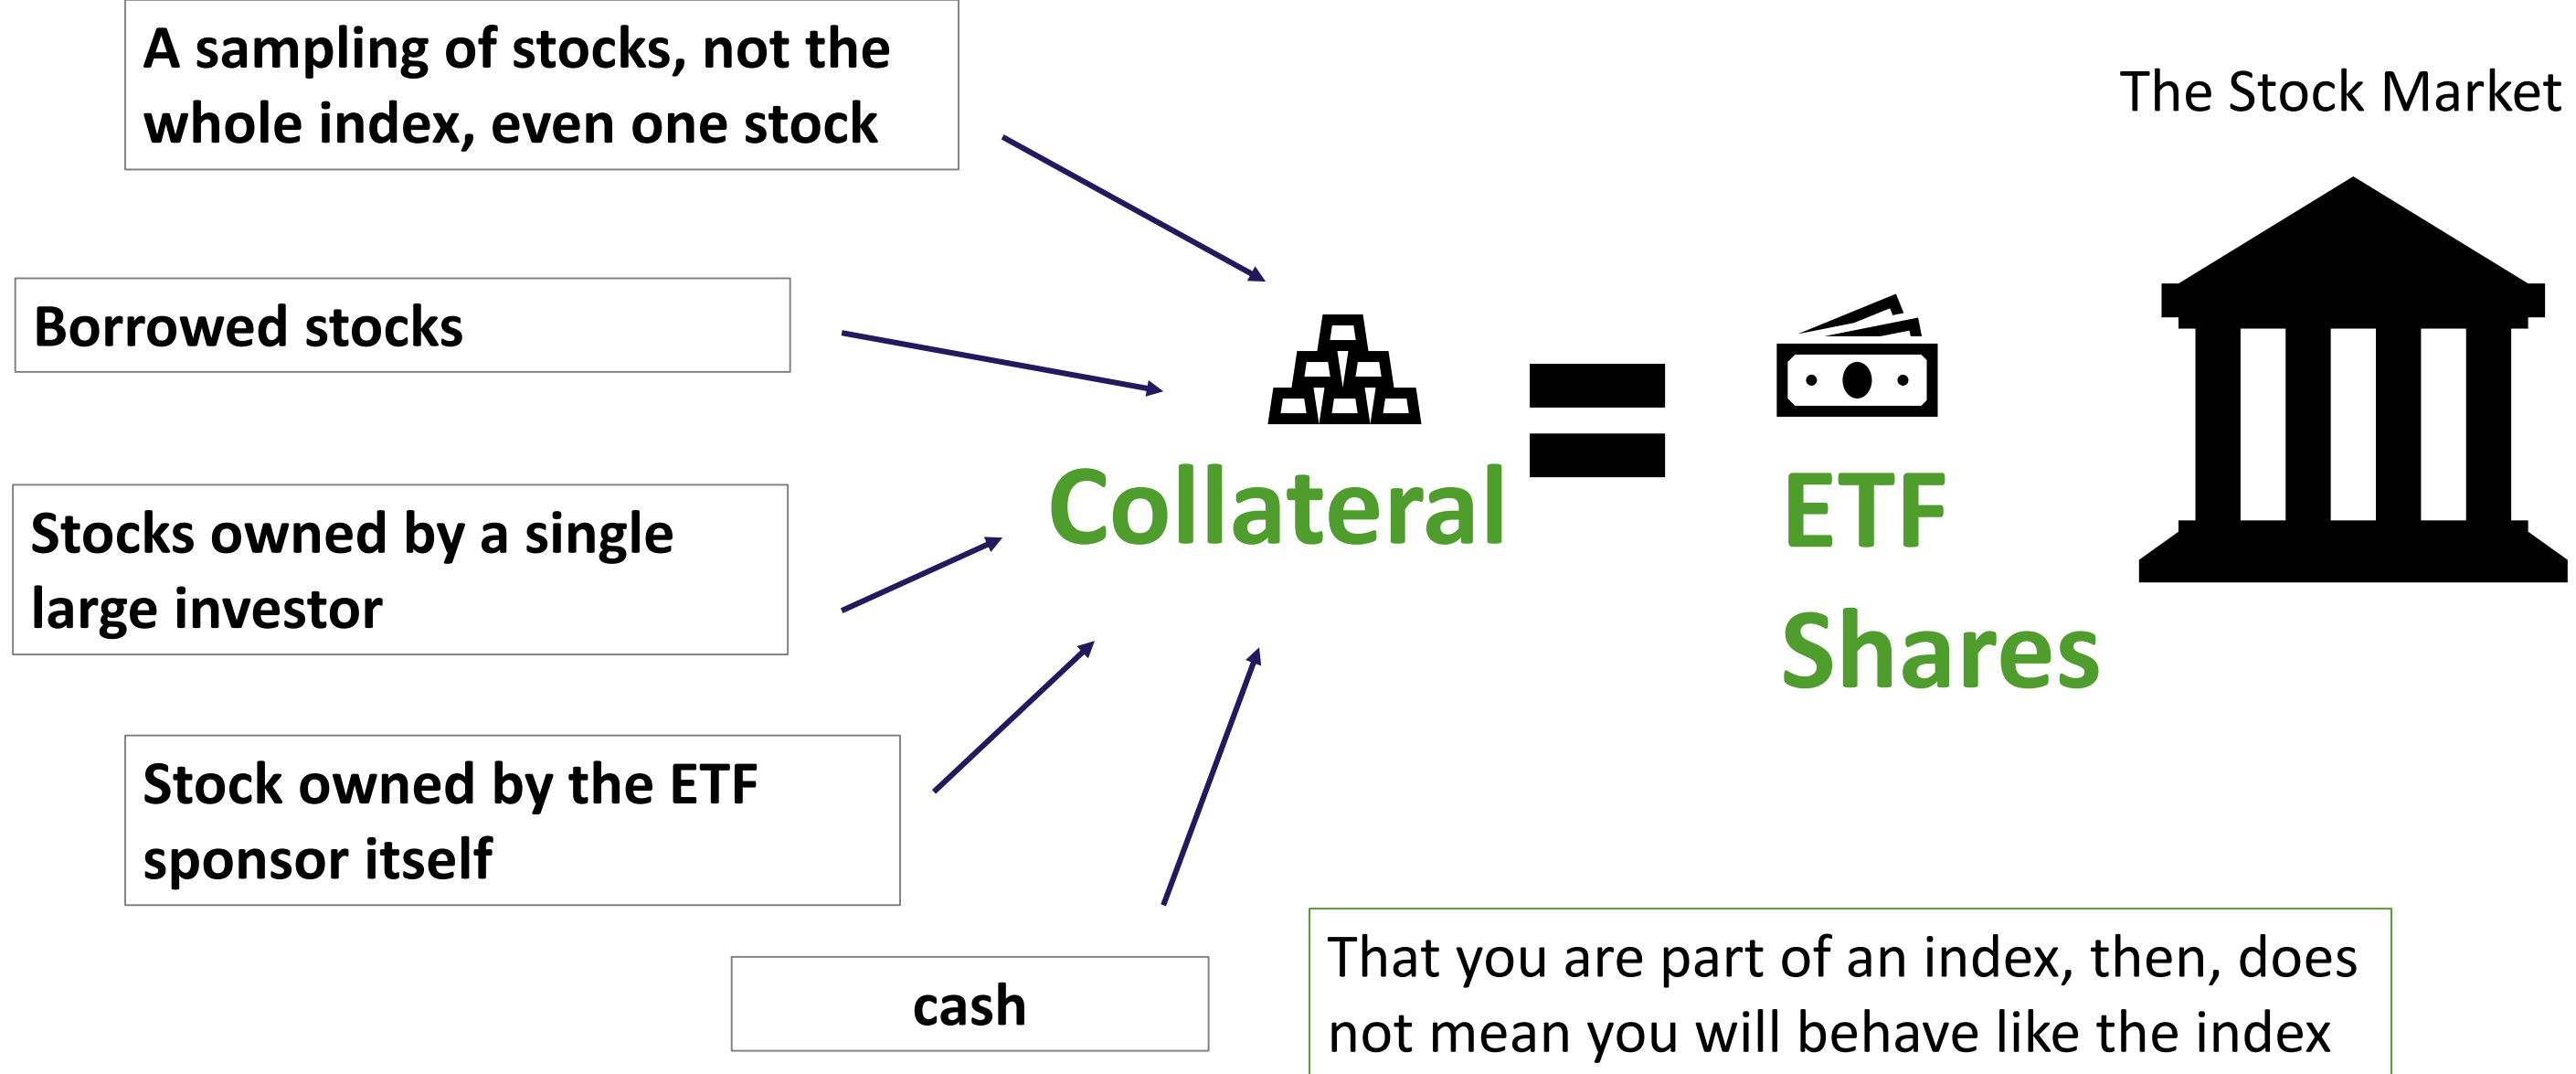 A sampling of stocks, not the
whole index, even one stock
The Stock Market
Borrowed stocks
Stocks owned by a single
large investor
Collateral
ETF
Shares
Stock owned by the ETF
sponsor itself
cash
That you are part of an index, then, does
not mean you will behave like the index